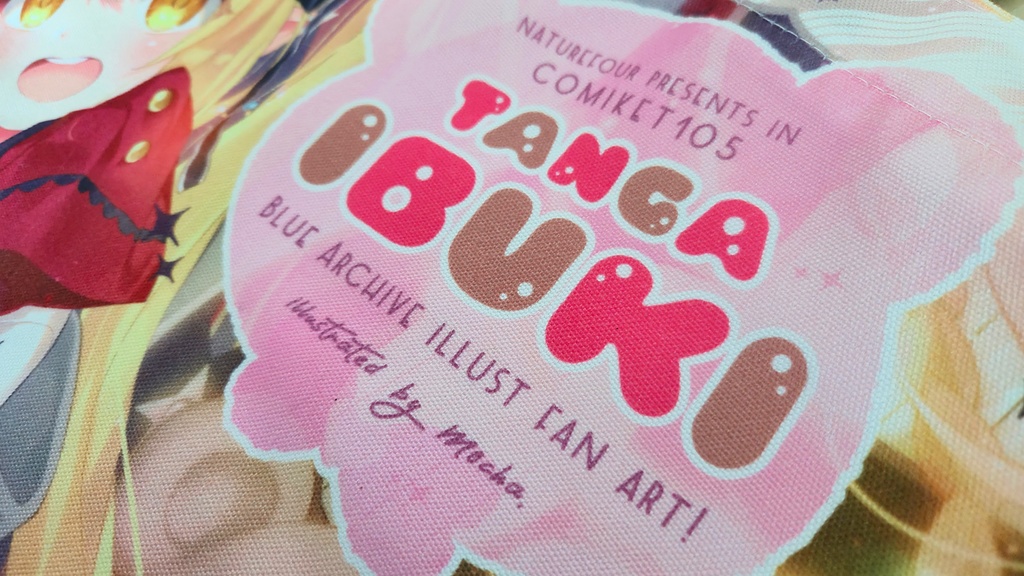 NATUREFOUR PRESENTS IN
COMIKET105
TANGA
IBUKI
BLUE ARCHIVE ILLUST FAN ART!
Illustrated by Mocha.